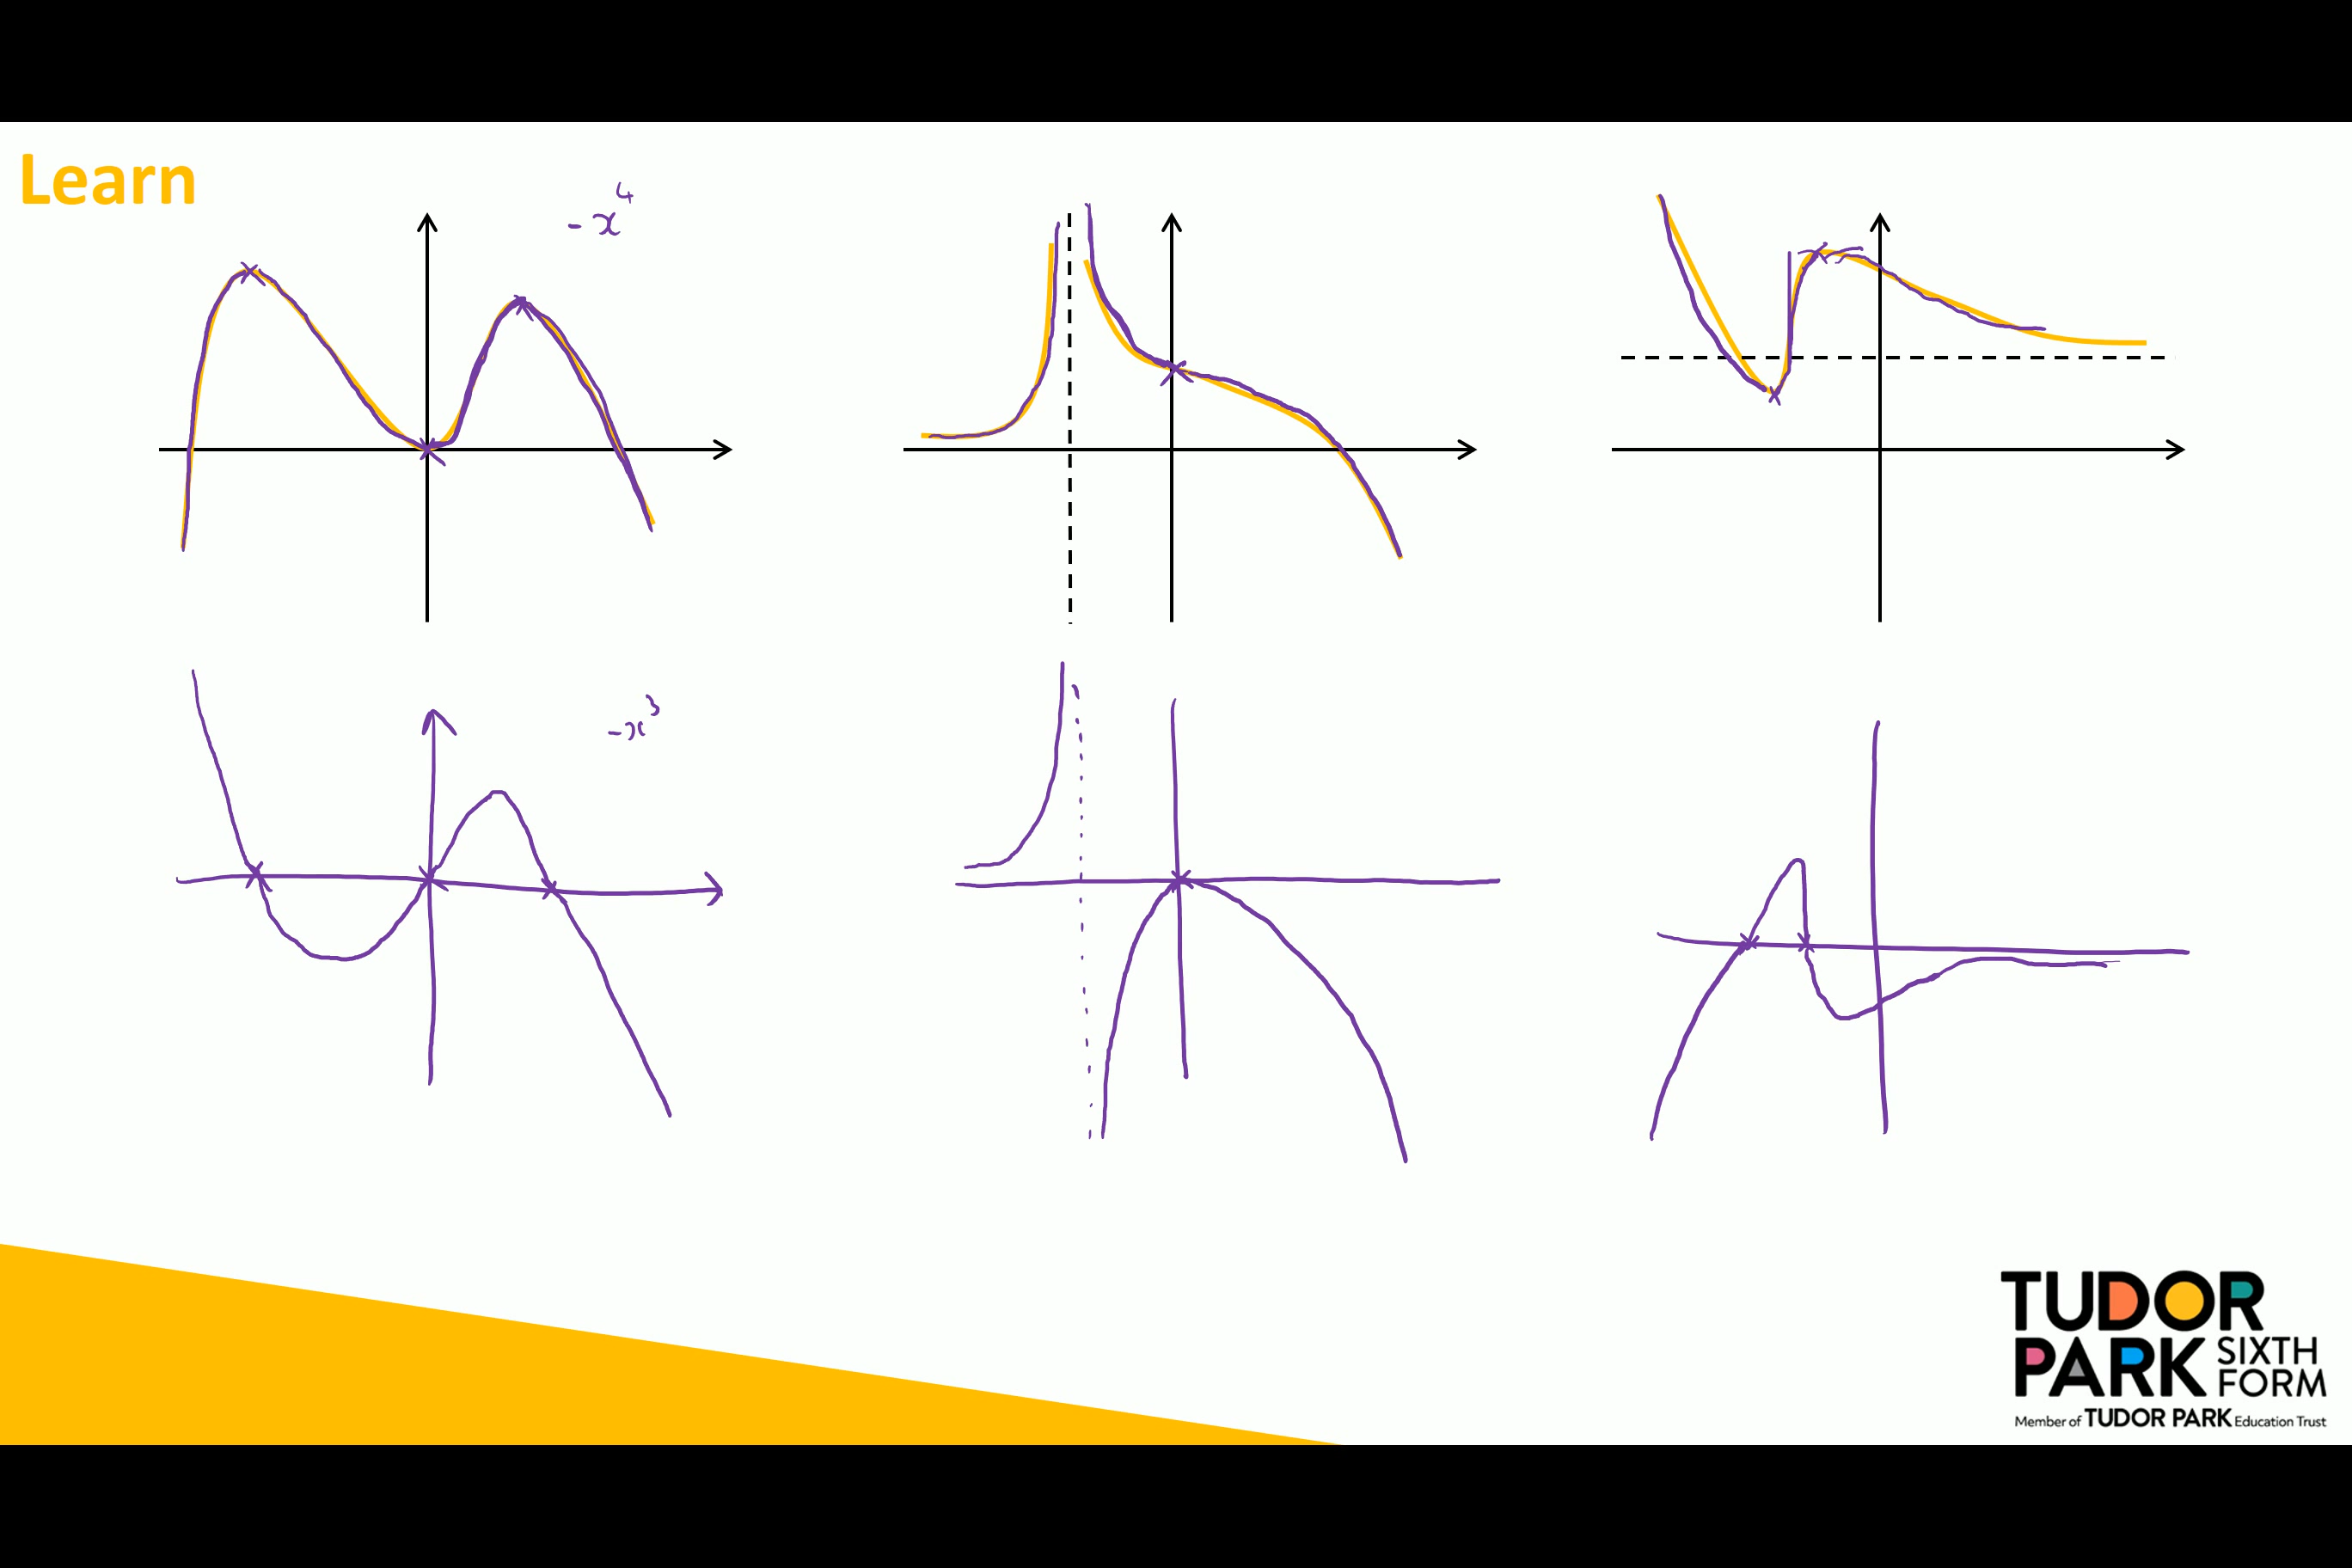 Learn
-x⁴
-x³
TUDOR
PARK SIXTH FORM
Member of TUDOR PARK Education Trust